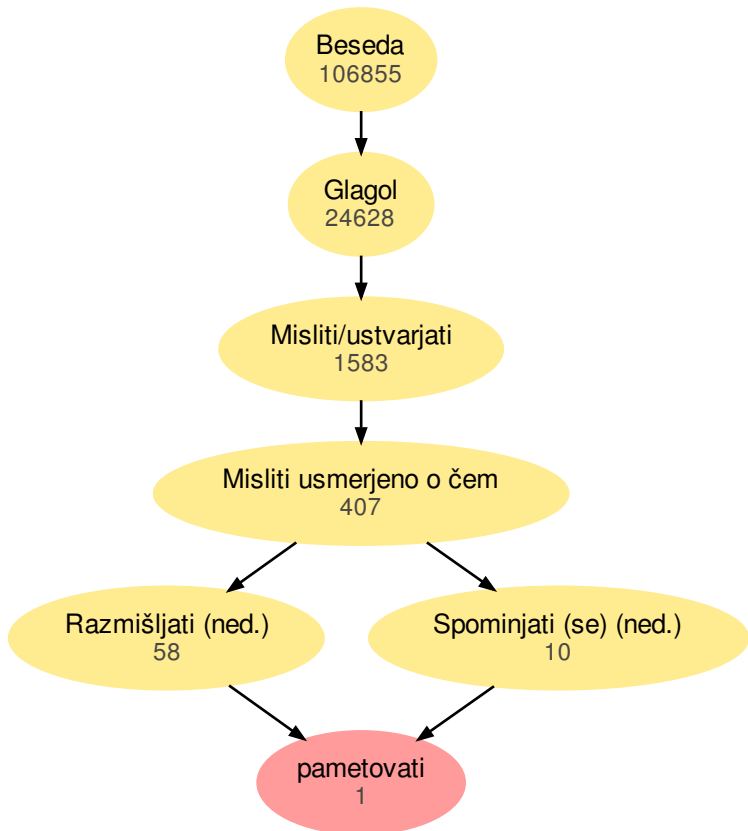 Beseda
106855
Glagol
24628
Misliti/ustvarjati
1583
Misliti usmerjeno o čem
407
Razmišljati (ned.)
58
Spominjati (se) (ned.)
10
pametovati
1